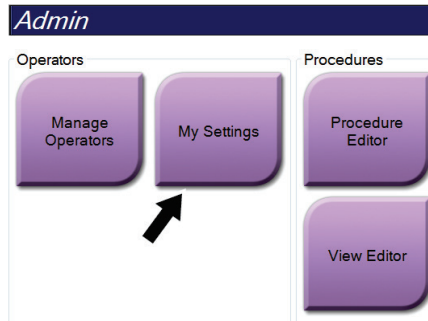 Admin
Operators
Procedures
Manage
Operators
My Settings
Procedure
Editor
View Editor